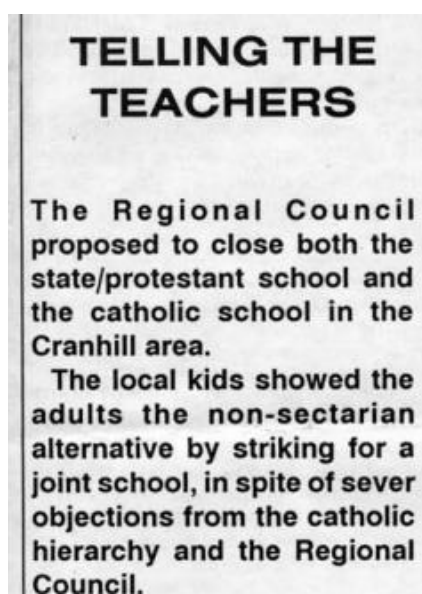 TELLING THE
TEACHERS
The Regional Council
proposed to close both the
state/protestant school and
the catholic school in the
Cranhill area.
The local kids showed the
adults the non-sectarian
alternative by striking for a
joint school, in spite of sever
objections from the catholic
hierarchy and the Regional
Council.